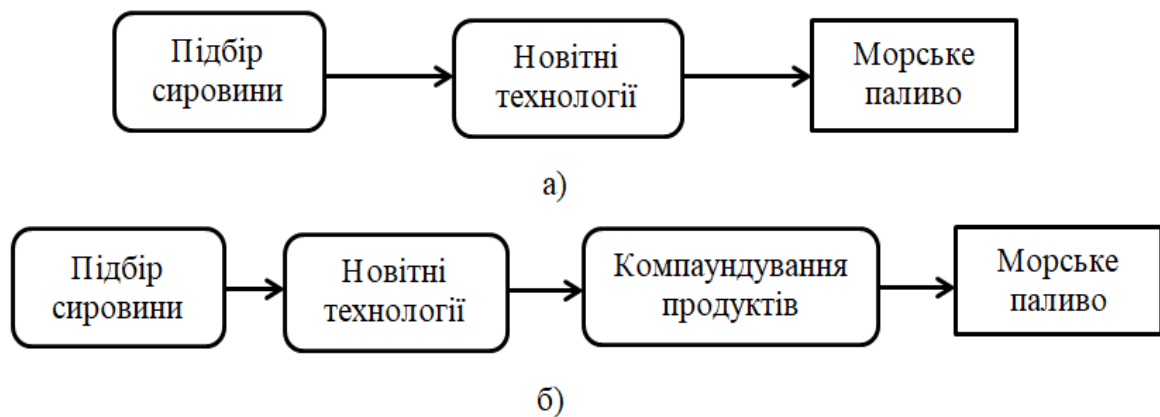 Підбір
сировини
Новітні
технології
Морське
паливо
а)
Підбір
сировини
Новітні
технології
Компаундування
продуктів
Морське
паливо
б)